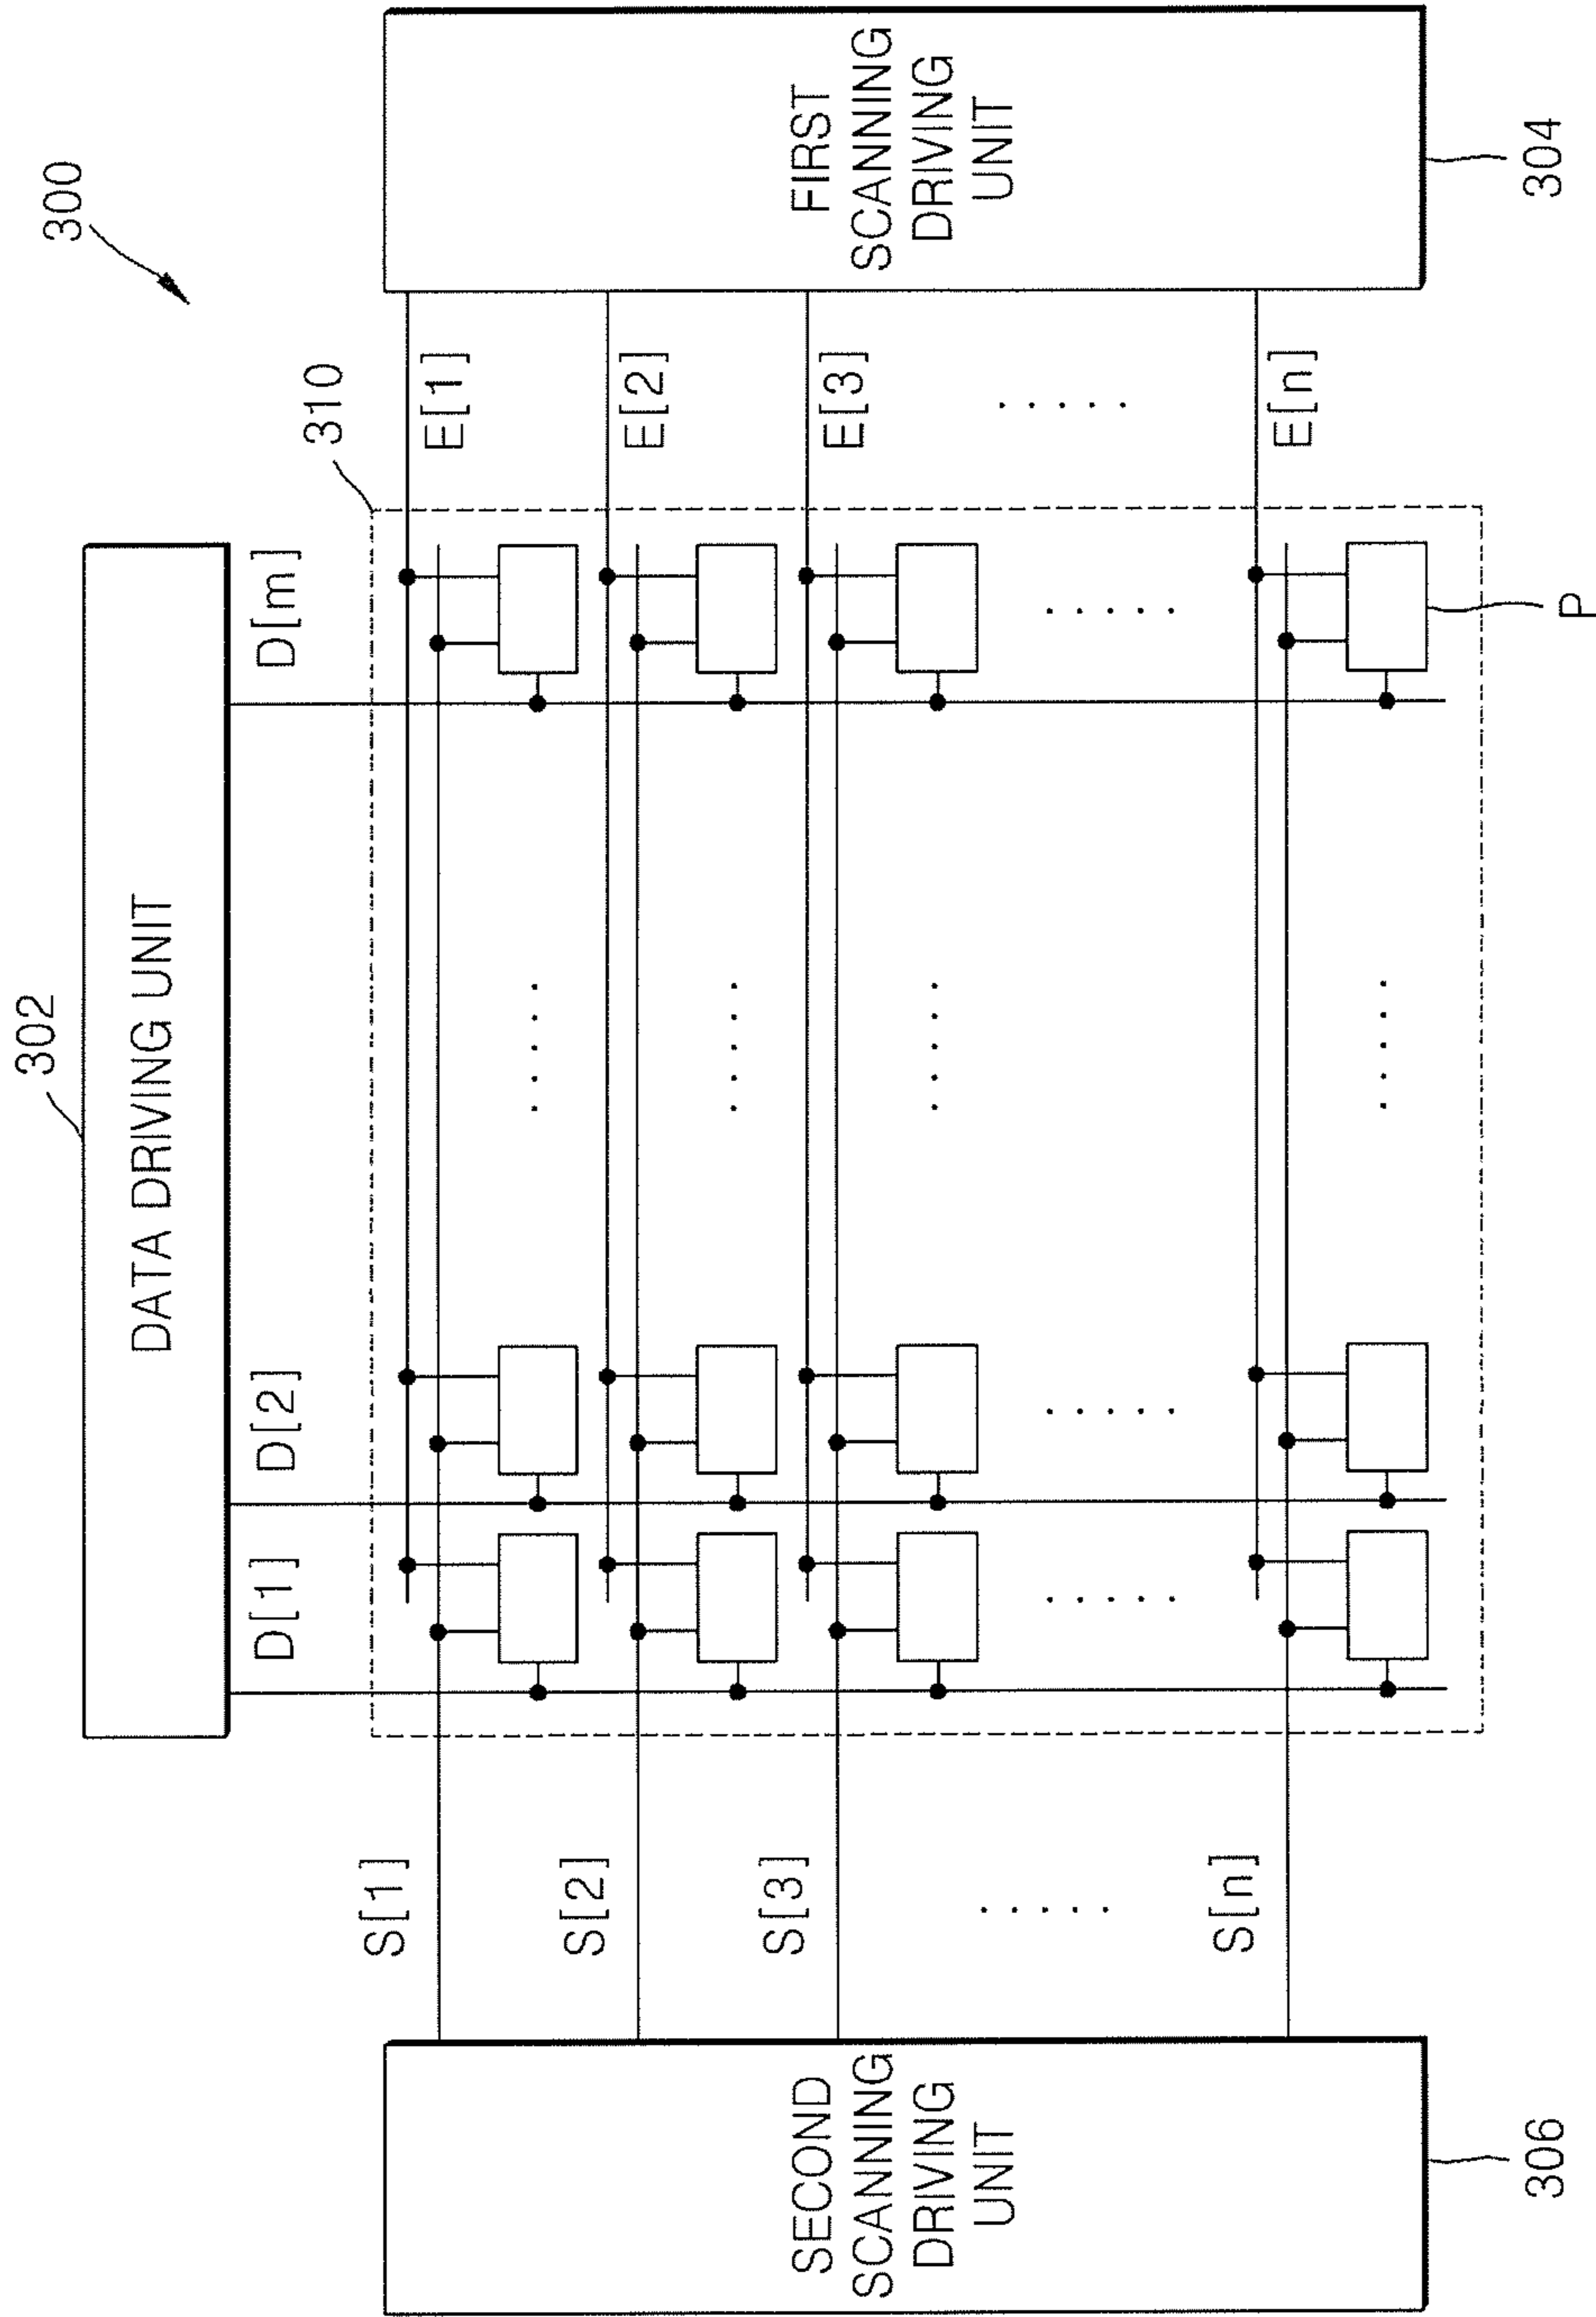 300
302
DATA DRIVING UNIT
310
D[1]
D[2]
D[m]
S[1]
S[2]
S[3]
.....
S[n]
E[1]
E[2]
E[3]
.....
E[n]
SECOND
SCANNING
DRIVING
UNIT
FIRST
SCANNING
DRIVING
UNIT
306
P
304